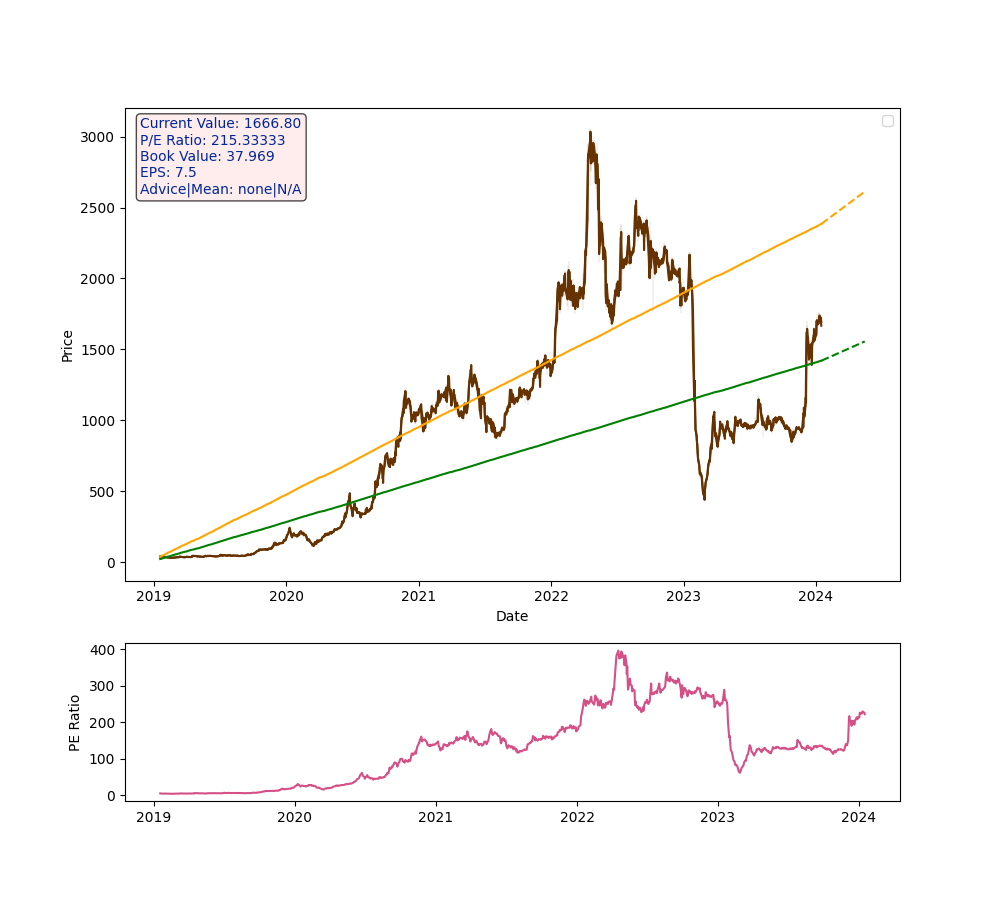 Current Value: 1666.80
P/E Ratio: 215.33333
Book Value: 37.969
EPS: 7.5
Advice|Mean: none|N/A
3000
2500
2000
1500
1000
500
0
Price
2019 2020 2021 2022 2023 2024
Date
400
300
200
100
0
PE Ratio
2019 2020 2021 2022 2023 2024